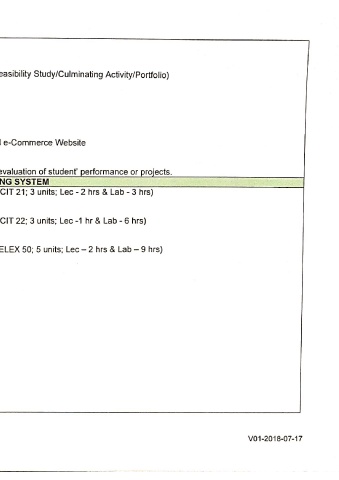 easibility Study/Culminating Activity/Portfolio)
e-Commerce Website
evaluation of student' performance or projects.
NG SYSTEM
CIT 21; 3 units; Lec - 2 hrs & Lab - 3 hrs)
CIT 22; 3 units; Lec -1 hr & Lab - 6 hrs)
ELEX 50; 5 units; Lec – 2 hrs & Lab – 9 hrs)
V01-2018-07-17